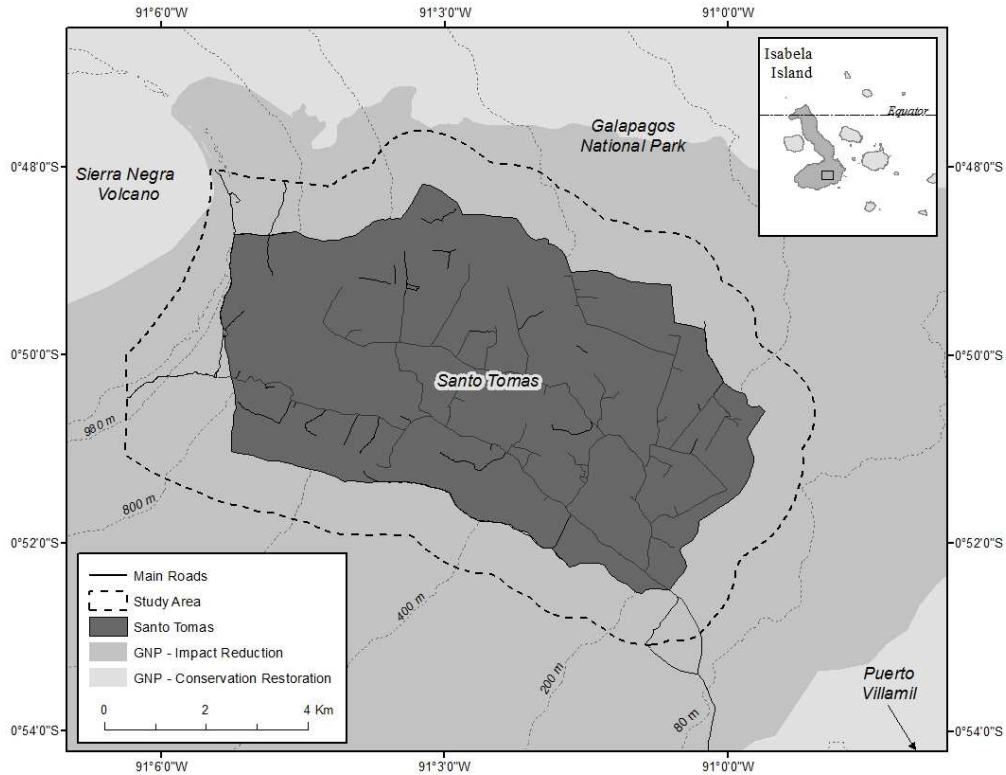 91°6'0"W
91°3'0"W
91°0'0"W
Isabela
Island
Equator
Galapagos
National Park
0°48'0"S
0°48'0"S
Sierra Negra
Volcano
0°50'0"S
0°50'0"S
Santo Tomas
980 m
800 m
0°52'0"S
0°52'0"S
400 m
200 m
80 m
Main Roads
Study Area
Santo Tomas
GNP - Impact Reduction
GNP - Conservation Restoration
0 2 4 Km
Puerto
Villamil
0°54'0"S
0°54'0"S
91°6'0"W
91°3'0"W
91°0'0"W